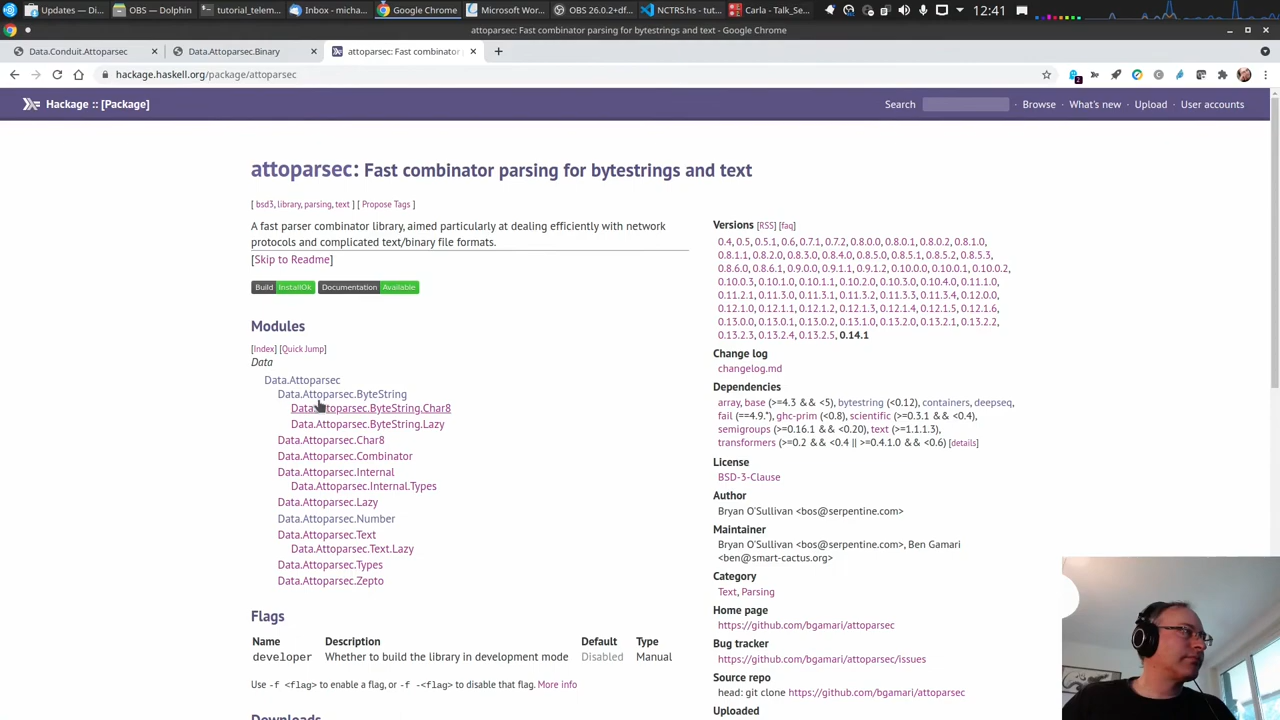 Updates — D
OBS — Dolphin
tutorial_telem
Inbox - micha
Google Chrome
Microsoft Wor
OBS 26.0.2+df
NCTRS.rs - tc
Carla - Talk_Se
12:41
attoparsec: Fast combinator parsing for bytestrings and text - Google Chrome
Data.Conduit.Attoparsec
Data.Attoparsec.Binary
attoparsec: Fast combinator
hackage.haskell.org/package/attoparsec
2
Hackage :: [Package]
Search · Browse · What's new · Upload · User accounts
attoparsec: Fast combinator parsing for bytestrings and text
[ bsd3, library, parsing, text ] [ Propose Tags ]
A fast parser combinator library, aimed particularly at dealing efficiently with network
protocols and complicated text/binary file formats.
[Skip to Readme]
Build InstallOk Documentation Available
Modules
[Index] [Quick Jump]
Data
Data.Attoparsec
Data.Attoparsec.ByteString
Data.Attoparsec.ByteString.Char8
Data.Attoparsec.ByteString.Lazy
Data.Attoparsec.Char8
Data.Attoparsec.Combinator
Data.Attoparsec.Internal
Data.Attoparsec.Internal.Types
Data.Attoparsec.Lazy
Data.Attoparsec.Number
Data.Attoparsec.Text
Data.Attoparsec.Text.Lazy
Data.Attoparsec.Types
Data.Attoparsec.Zepto
Flags
Name Description Default Type
developer Whether to build the library in development mode Disabled Manual
Use -f <flag> to enable a flag, or -f -<flag> to disable that flag. More info
Downloads
Versions [RSS] [faq]
0.4, 0.5, 0.5.1, 0.6, 0.7.1, 0.7.2, 0.8.0.0, 0.8.0.1, 0.8.0.2, 0.8.1.0,
0.8.1.1, 0.8.2.0, 0.8.3.0, 0.8.4.0, 0.8.5.0, 0.8.5.1, 0.8.5.2, 0.8.5.3,
0.8.6.0, 0.8.6.1, 0.9.0.0, 0.9.1.1, 0.9.1.2, 0.10.0.0, 0.10.0.1, 0.10.0.2,
0.10.0.3, 0.10.1.0, 0.10.1.1, 0.10.2.0, 0.10.3.0, 0.10.4.0, 0.11.1.0,
0.11.2.1, 0.11.3.0, 0.11.3.1, 0.11.3.2, 0.11.3.3, 0.11.3.4, 0.12.0.0,
0.12.1.0, 0.12.1.1, 0.12.1.2, 0.12.1.3, 0.12.1.4, 0.12.1.5, 0.12.1.6,
0.13.0.0, 0.13.0.1, 0.13.0.2, 0.13.1.0, 0.13.2.0, 0.13.2.1, 0.13.2.2,
0.13.2.3, 0.13.2.4, 0.13.2.5, 0.14.1
Change log
changelog.md
Dependencies
array, base (>=4.3 && <5), bytestring (<0.12), containers, deepseq,
fail (==4.9.*), ghc-prim (<0.8), scientific (>=0.3.1 && <0.4),
semigroups (>=0.16.1 && <0.20), text (>=1.1.1.3),
transformers (>=0.2 && <0.4 || >=0.4.1.0 && <0.6) [details]
License
BSD-3-Clause
Author
Bryan O'Sullivan <bos@serpentine.com>
Maintainer
Bryan O'Sullivan <bos@serpentine.com>, Ben Gamari
<ben@smart-cactus.org>
Category
Text, Parsing
Home page
https://github.com/bgamari/attoparsec
Bug tracker
https://github.com/bgamari/attoparsec/issues
Source repo
head: git clone https://github.com/bgamari/attoparsec
Uploaded